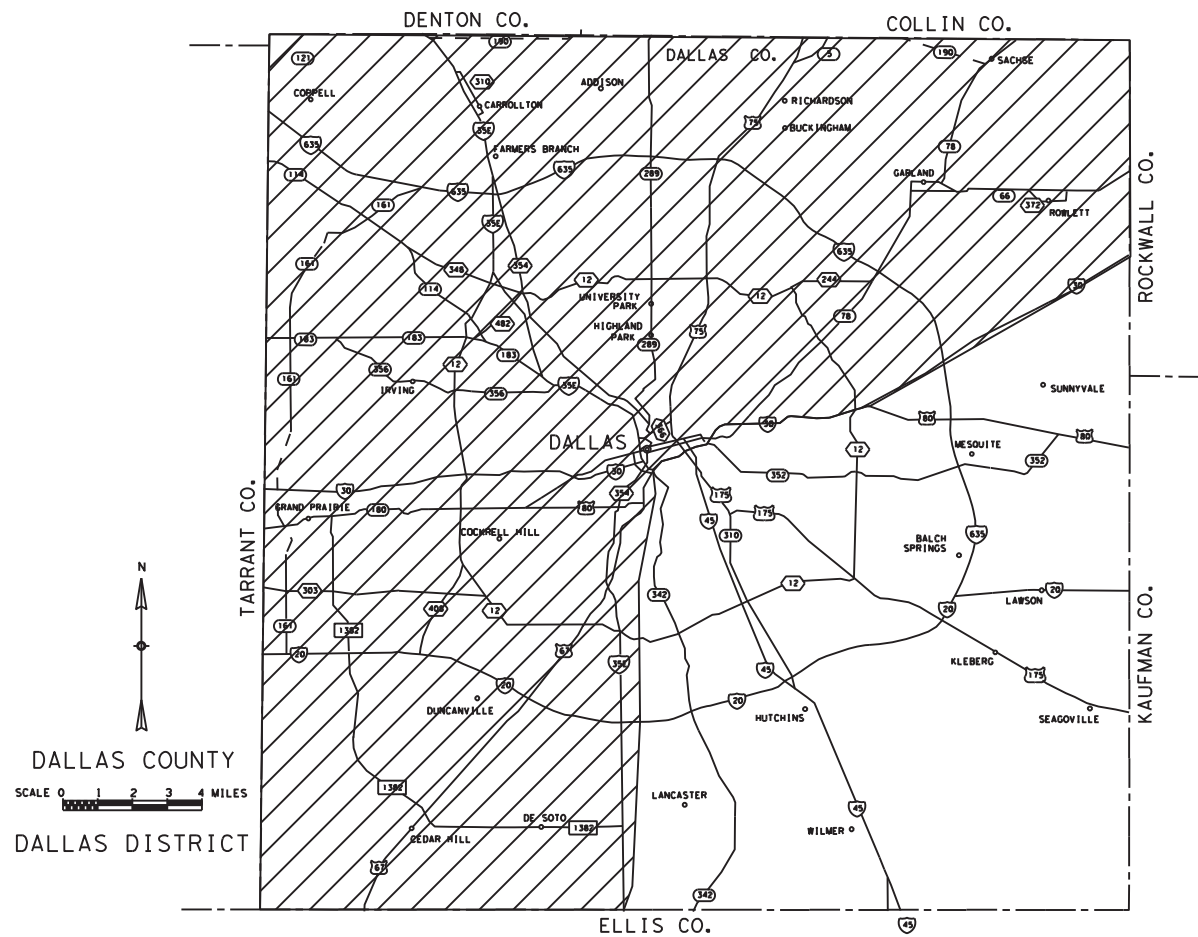 DENTON CO.
COLLIN CO.
190
DALLAS CO.
3
190
SACHSE
121
310
ADDISON
COPPELL
CARROLLTON
RICHARDSON
75
BUCKINGHAM
35E
635
FARMERS BRANCH
78
114
635
289
GARLAND
635
66
372
ROWLETT
161
35E
ROCKWALL CO.
161
348
354
635
12
244
30
114
12
UNIVERSITY
PARK
482
HIGHLAND
PARK
78
75
183
183
289
183
12
356
161
IRVING
356
35E
SUNNYVALE
80
30
80
DALLAS
MESQUITE
12
352
30
352
30
354
175
GRAND PRAIRIE
180
80
175
45
310
COCKRELL HILL
BALCH
SPRINGS
635
TARRANT CO.
N
303
12
342
20
LAWSON
408
12
20
161
1382
KAUFMAN CO.
20
67
35E
KLEBERG
45
175
20
20
DUNCANVILLE
HUTCHINS
SEAGOVILLE
DALLAS COUNTY
SCALE 0 1 2 3 4 MILES
1382
LANCASTER
45
DALLAS DISTRICT
DE SOTO
1382
WILMER
CEDAR HILL
67
342
ELLIS CO.
45